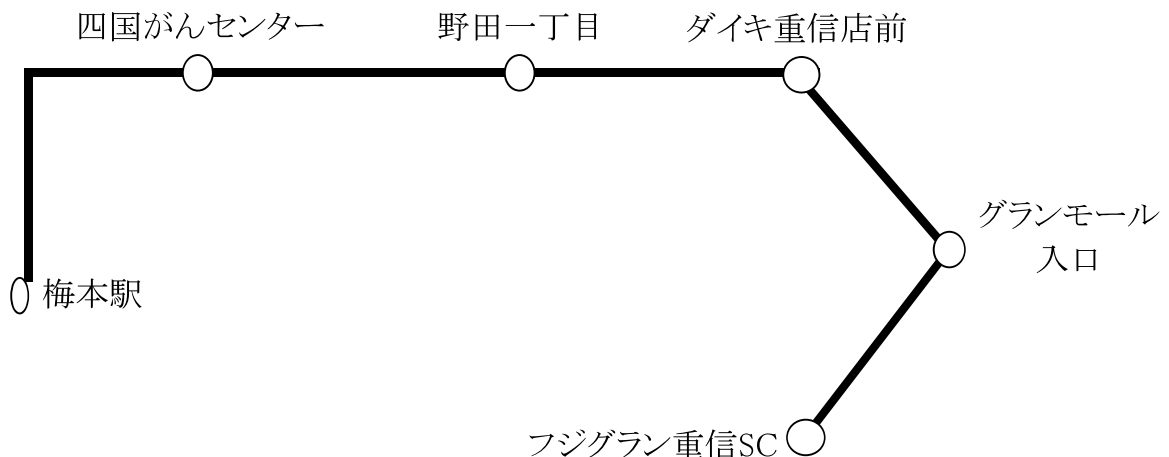 四国がんセンター
野田一丁目
ダイキ重信店前
グランモール
入口
梅本駅
フジグラン重信SC